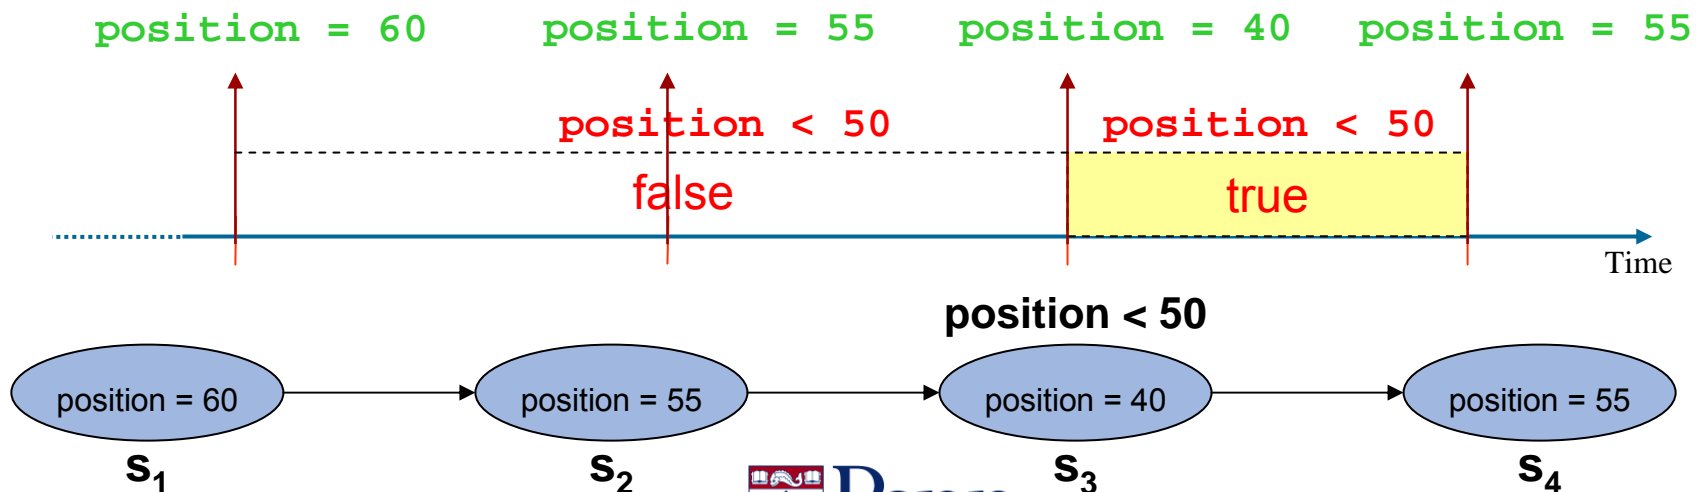 position = 60 position = 55 position = 40 position = 55
position < 50 position < 50
false true
Time
position < 50
position = 60 position = 55 position = 40 position = 55
s1 s2 s3 s4